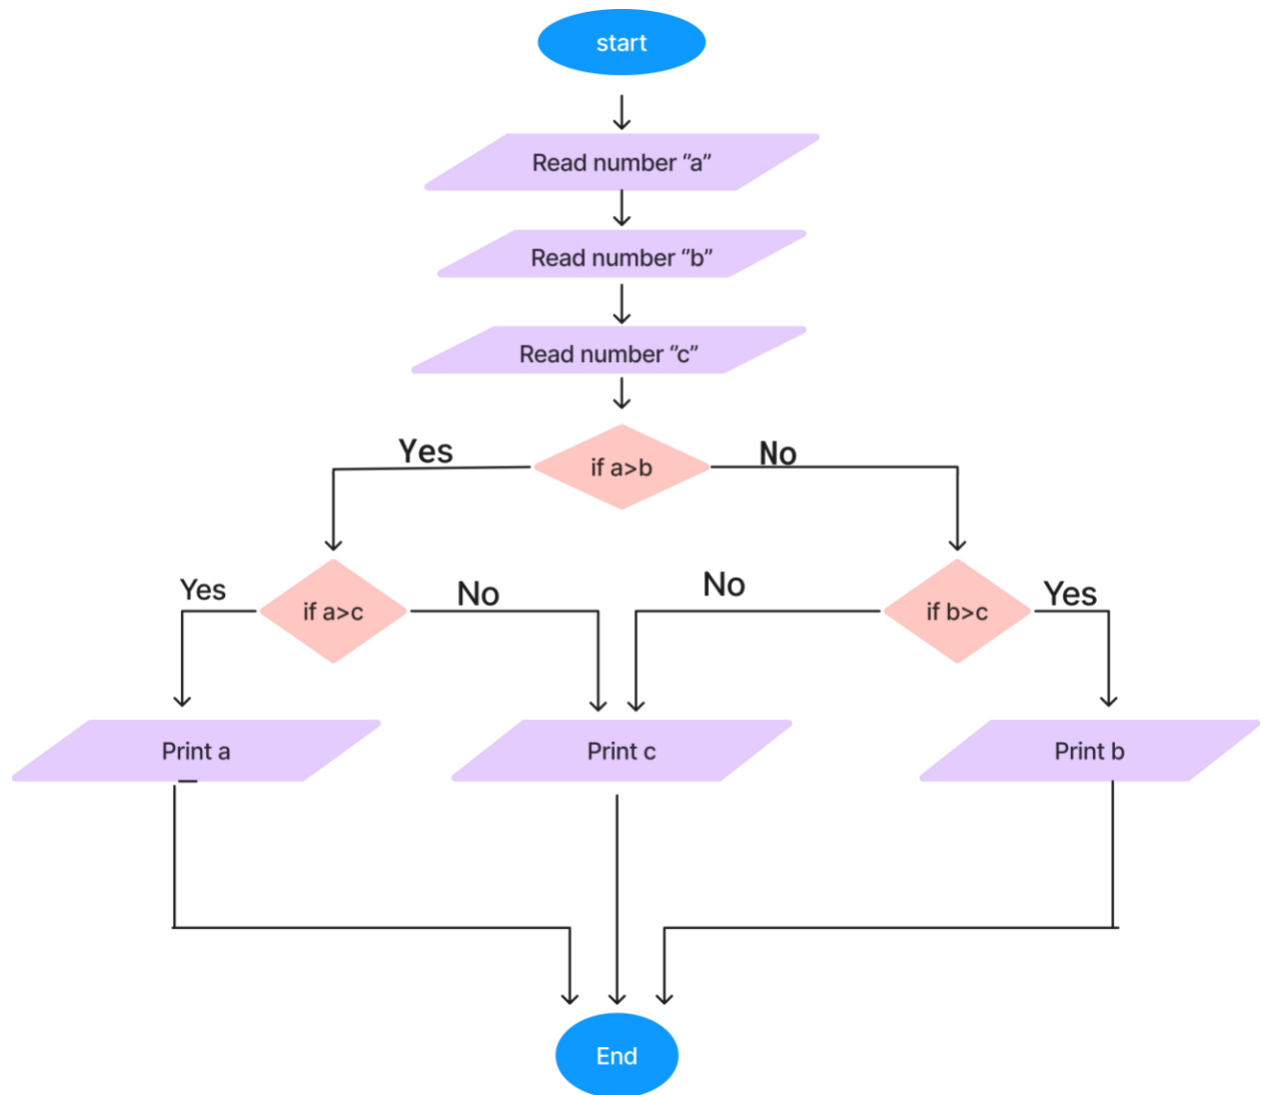 start
Read number “a”
Read number “b”
Read number “c”
if a>b
Yes
No
if a>c
Yes
No
if b>c
No
Yes
Print a
Print c
Print b
End